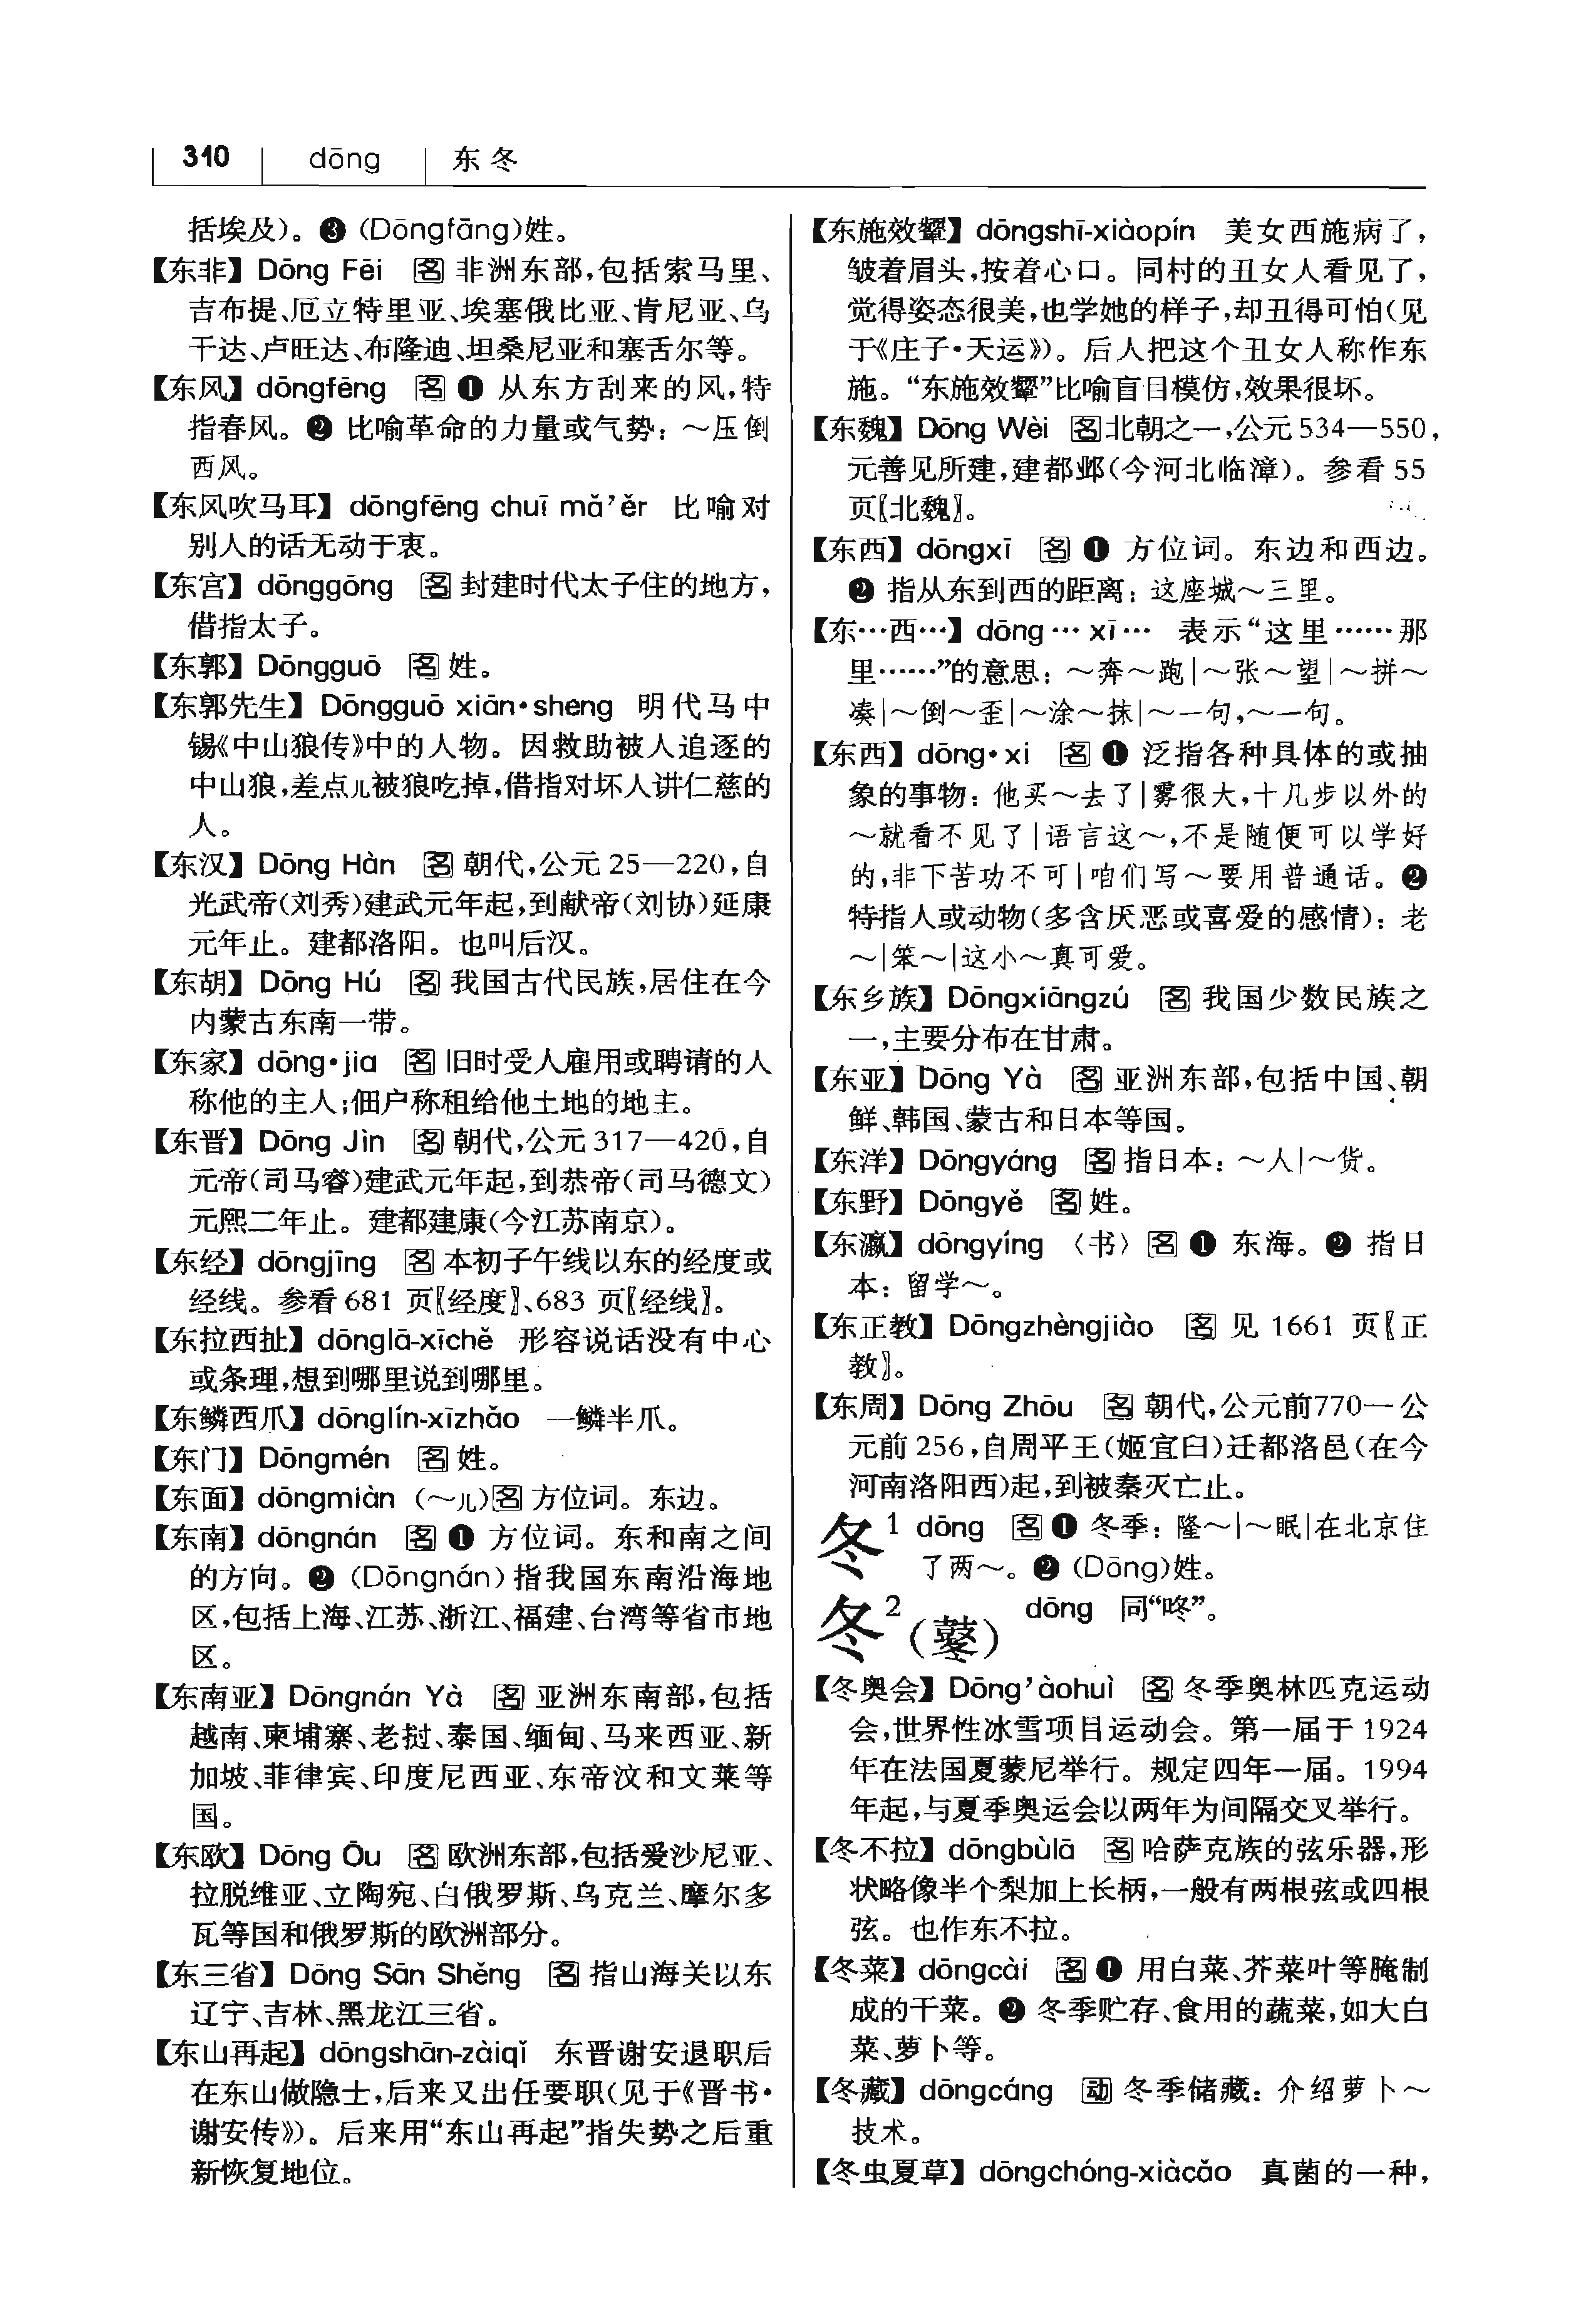 310 dōng 东 冬
括埃及)。❸ (Dōngfāng)姓。
【东非】 Dōng Fēi 名 非洲东部,包括索马里、
吉布提、厄立特里亚、埃塞俄比亚、肯尼亚、乌
干达、卢旺达、布隆迪、坦桑尼亚和塞舌尔等。
【东风】 dōngfēng 名 ❶ 从东方刮来的风,特
指春风。❷ 比喻革命的力量或气势:~压倒
西风。
【东风吹马耳】 dōngfēng chuī mǎ’ěr 比喻对
别人的话无动于衷。
【东宫】 dōnggōng 名 封建时代太子住的地方,
借指太子。
【东郭】 Dōngguō 名 姓。
【东郭先生】 Dōngguō xiān•sheng 明代马中
锡《中山狼传》中的人物。因救助被人追逐的
中山狼,差点儿被狼吃掉,借指对坏人讲仁慈的
人。
【东汉】 Dōng Hàn 名 朝代,公元 25—220,自
光武帝(刘秀)建武元年起,到献帝(刘协)延康
元年止。建都洛阳。也叫后汉。
【东胡】 Dōng Hú 名 我国古代民族,居住在今
内蒙古东南一带。
【东家】 dōng•jia 名 旧时受人雇用或聘请的人
称他的主人;佃户称租给他土地的地主。
【东晋】 Dōng Jìn 名 朝代,公元 317—420,自
元帝(司马睿)建武元年起,到恭帝(司马德文)
元熙二年止。建都建康(今江苏南京)。
【东经】 dōngjīng 名 本初子午线以东的经度或
经线。参看 681 页〖经度〗、683 页〖经线〗。
【东拉西扯】 dōnglā-xīchě 形容说话没有中心
或条理,想到哪里说到哪里。
【东鳞西爪】 dōnglín-xīzhǎo 一鳞半爪。
【东门】 Dōngmén 名 姓。
【东面】 dōngmiàn (~儿)名 方位词。东边。
【东南】 dōngnán 名 ❶ 方位词。东和南之间
的方向。❷ (Dōngnán) 指我国东南沿海地
区,包括上海、江苏、浙江、福建、台湾等省市地
区。
【东南亚】 Dōngnán Yà 名 亚洲东南部,包括
越南、柬埔寨、老挝、泰国、缅甸、马来西亚、新
加坡、菲律宾、印度尼西亚、东帝汶和文莱等
国。
【东欧】 Dōng Ōu 名 欧洲东部,包括爱沙尼亚、
拉脱维亚、立陶宛、白俄罗斯、乌克兰、摩尔多
瓦等国和俄罗斯的欧洲部分。
【东三省】 Dōng Sān Shěng 名 指山海关以东
辽宁、吉林、黑龙江三省。
【东山再起】 dōngshān-zàiqǐ 东晋谢安退职后
在东山做隐士,后来又出任要职(见于《晋书•
谢安传》)。后来用“东山再起”指失势之后重
新恢复地位。
【东施效颦】 dōngshī-xiàopín 美女西施病了,
皱着眉头,按着心口。同村的丑女人看见了,
觉得姿态很美,也学她的样子,却丑得可怕(见
于《庄子•天运》)。后人把这个丑女人称作东
施。“东施效颦”比喻盲目模仿,效果很坏。
【东魏】 Dōng Wèi 名 北朝之一,公元 534—550,
元善见所建,建都邺(今河北临漳)。参看 55
页〖北魏〗。
【东西】 dōngxī 名 ❶ 方位词。东边和西边。
❷ 指从东到西的距离:这座城~三里。
【东…西…】 dōng…xī… 表示“这里……那
里……”的意思:~奔~跑|~张~望|~拼~
凑|~倒~歪|~涂~抹|~一句,~一句。
【东西】 dōng•xi 名 ❶ 泛指各种具体的或抽
象的事物:他买~去了|雾很大,十几步以外的
~就看不见了|语言这~,不是随便可以学好
的,非下苦功不可|咱们写~要用普通话。❷
特指人或动物(多含厌恶或喜爱的感情):老
~|笨~|这小~真可爱。
【东乡族】 Dōngxiāngzú 名 我国少数民族之
一,主要分布在甘肃。
【东亚】 Dōng Yà 名 亚洲东部,包括中国、朝
鲜、韩国、蒙古和日本等国。
【东洋】 Dōngyáng 名 指日本:~人|~货。
【东野】 Dōngyě 名 姓。
【东瀛】 dōngyíng 〈书〉名 ❶ 东海。❷ 指日
本:留学~。
【东正教】 Dōngzhèngjiào 名 见 1661 页〖正
教〗。
【东周】 Dōng Zhōu 名 朝代,公元前770—公
元前 256,自周平王(姬宜臼)迁都洛邑(在今
河南洛阳西)起,到被秦灭亡止。
冬1 dōng 名 ❶ 冬季:隆~|~眠|在北京住
了两~。❷ (Dōng)姓。
冬2(鼕) dōng 同“咚”。
【冬奥会】 Dōng’àohuì 名 冬季奥林匹克运动
会,世界性冰雪项目运动会。第一届于 1924
年在法国夏蒙尼举行。规定四年一届。1994
年起,与夏季奥运会以两年为间隔交叉举行。
【冬不拉】 dōngbùlā 名 哈萨克族的弦乐器,形
状略像半个梨加上长柄,一般有两根弦或四根
弦。也作东不拉。
【冬菜】 dōngcài 名 ❶ 用白菜、芥菜叶等腌制
成的干菜。❷ 冬季贮存、食用的蔬菜,如大白
菜、萝卜等。
【冬藏】 dōngcáng 动 冬季储藏:介绍萝卜~
技术。
【冬虫夏草】 dōngchóng-xiàcǎo 真菌的一种,